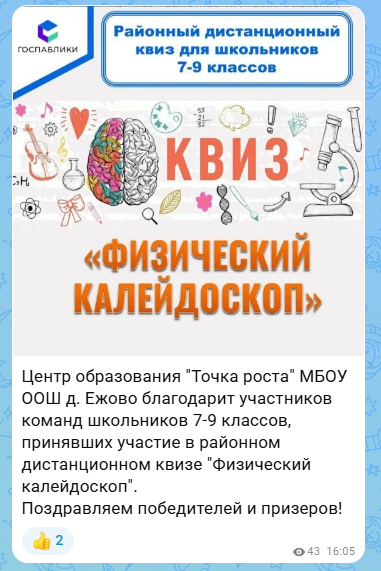 ГОСПАБЛИКИ
Районный дистанционный
квиз для школьников
7-9 классов
КВИЗ
«ФИЗИЧЕСКИЙ
КАЛЕЙДОСКОП»
Центр образования "Точка роста" МБОУ
ООШ д. Ежово благодарит участников
команд школьников 7-9 классов,
принявших участие в районном
дистанционном квизе "Физический
калейдоскоп".
Поздравляем победителей и призеров!
👍 2
43 16:05